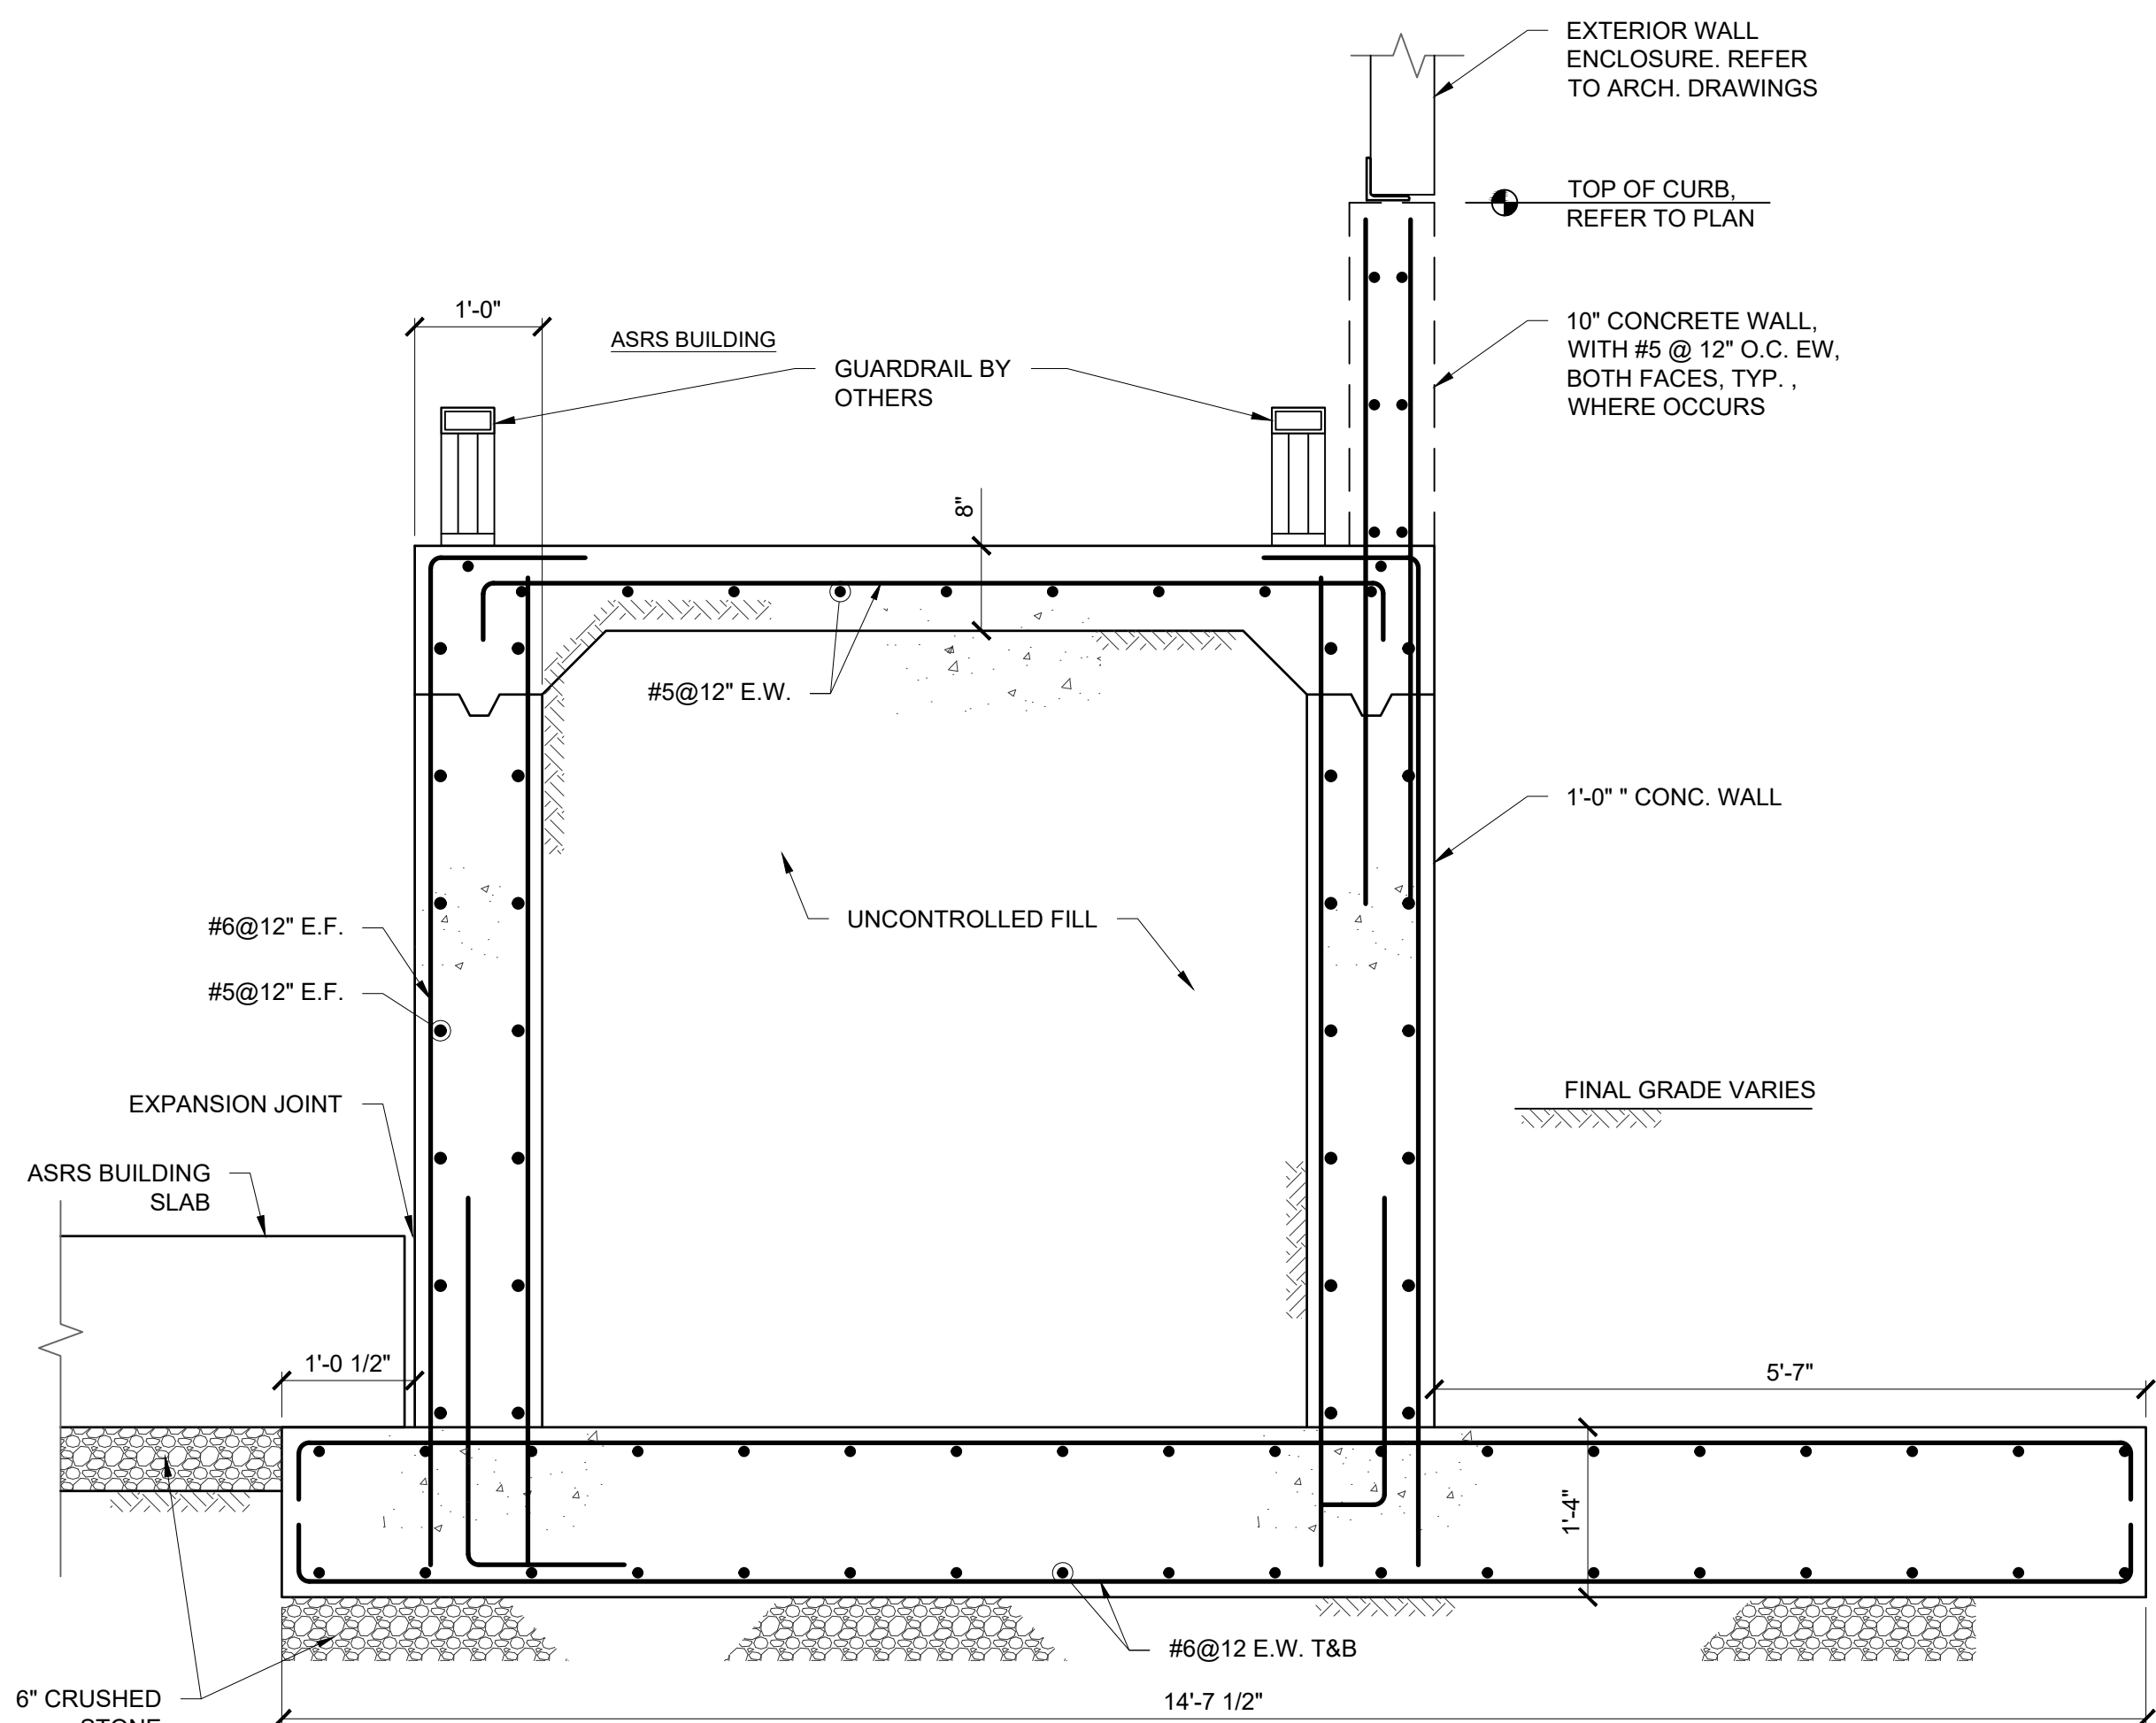 EXTERIOR WALL
ENCLOSURE. REFER
TO ARCH. DRAWINGS
TOP OF CURB,
REFER TO PLAN
1'-0"
ASRS BUILDING
GUARDRAIL BY
OTHERS
10" CONCRETE WALL,
WITH #5 @ 12" O.C. EW,
BOTH FACES, TYP. ,
WHERE OCCURS
8"
#5@12" E.W.
1'-0" " CONC. WALL
UNCONTROLLED FILL
#6@12" E.F.
#5@12" E.F.
EXPANSION JOINT
FINAL GRADE VARIES
ASRS BUILDING
SLAB
1'-0 1/2"
5'-7"
1'-4"
#6@12 E.W. T&B
6" CRUSHED
STONE
14'-7 1/2"